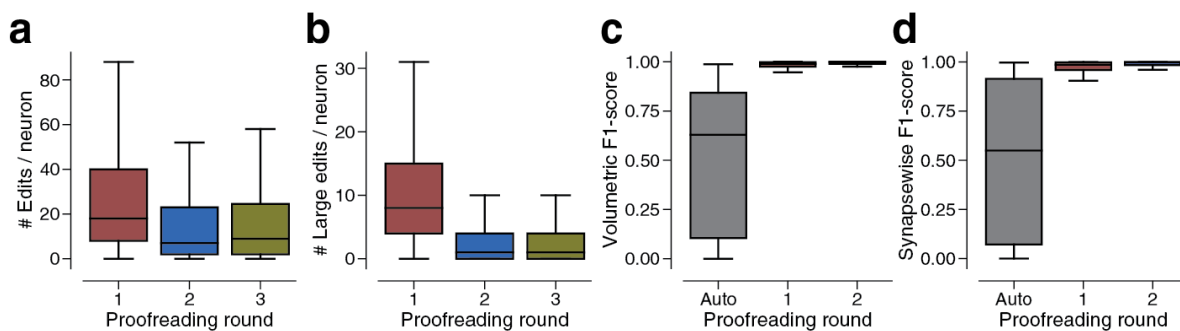 a
# Edits / neuron
80
60
40
20
0
1 2 3
Proofreading round
b
# Large edits / neuron
30
20
10
0
1 2 3
Proofreading round
c
Volumetric F1-score
1.00
0.75
0.50
0.25
0.00
Auto 1 2
Proofreading round
d
Synapsewise F1-score
1.00
0.75
0.50
0.25
0.00
Auto 1 2
Proofreading round